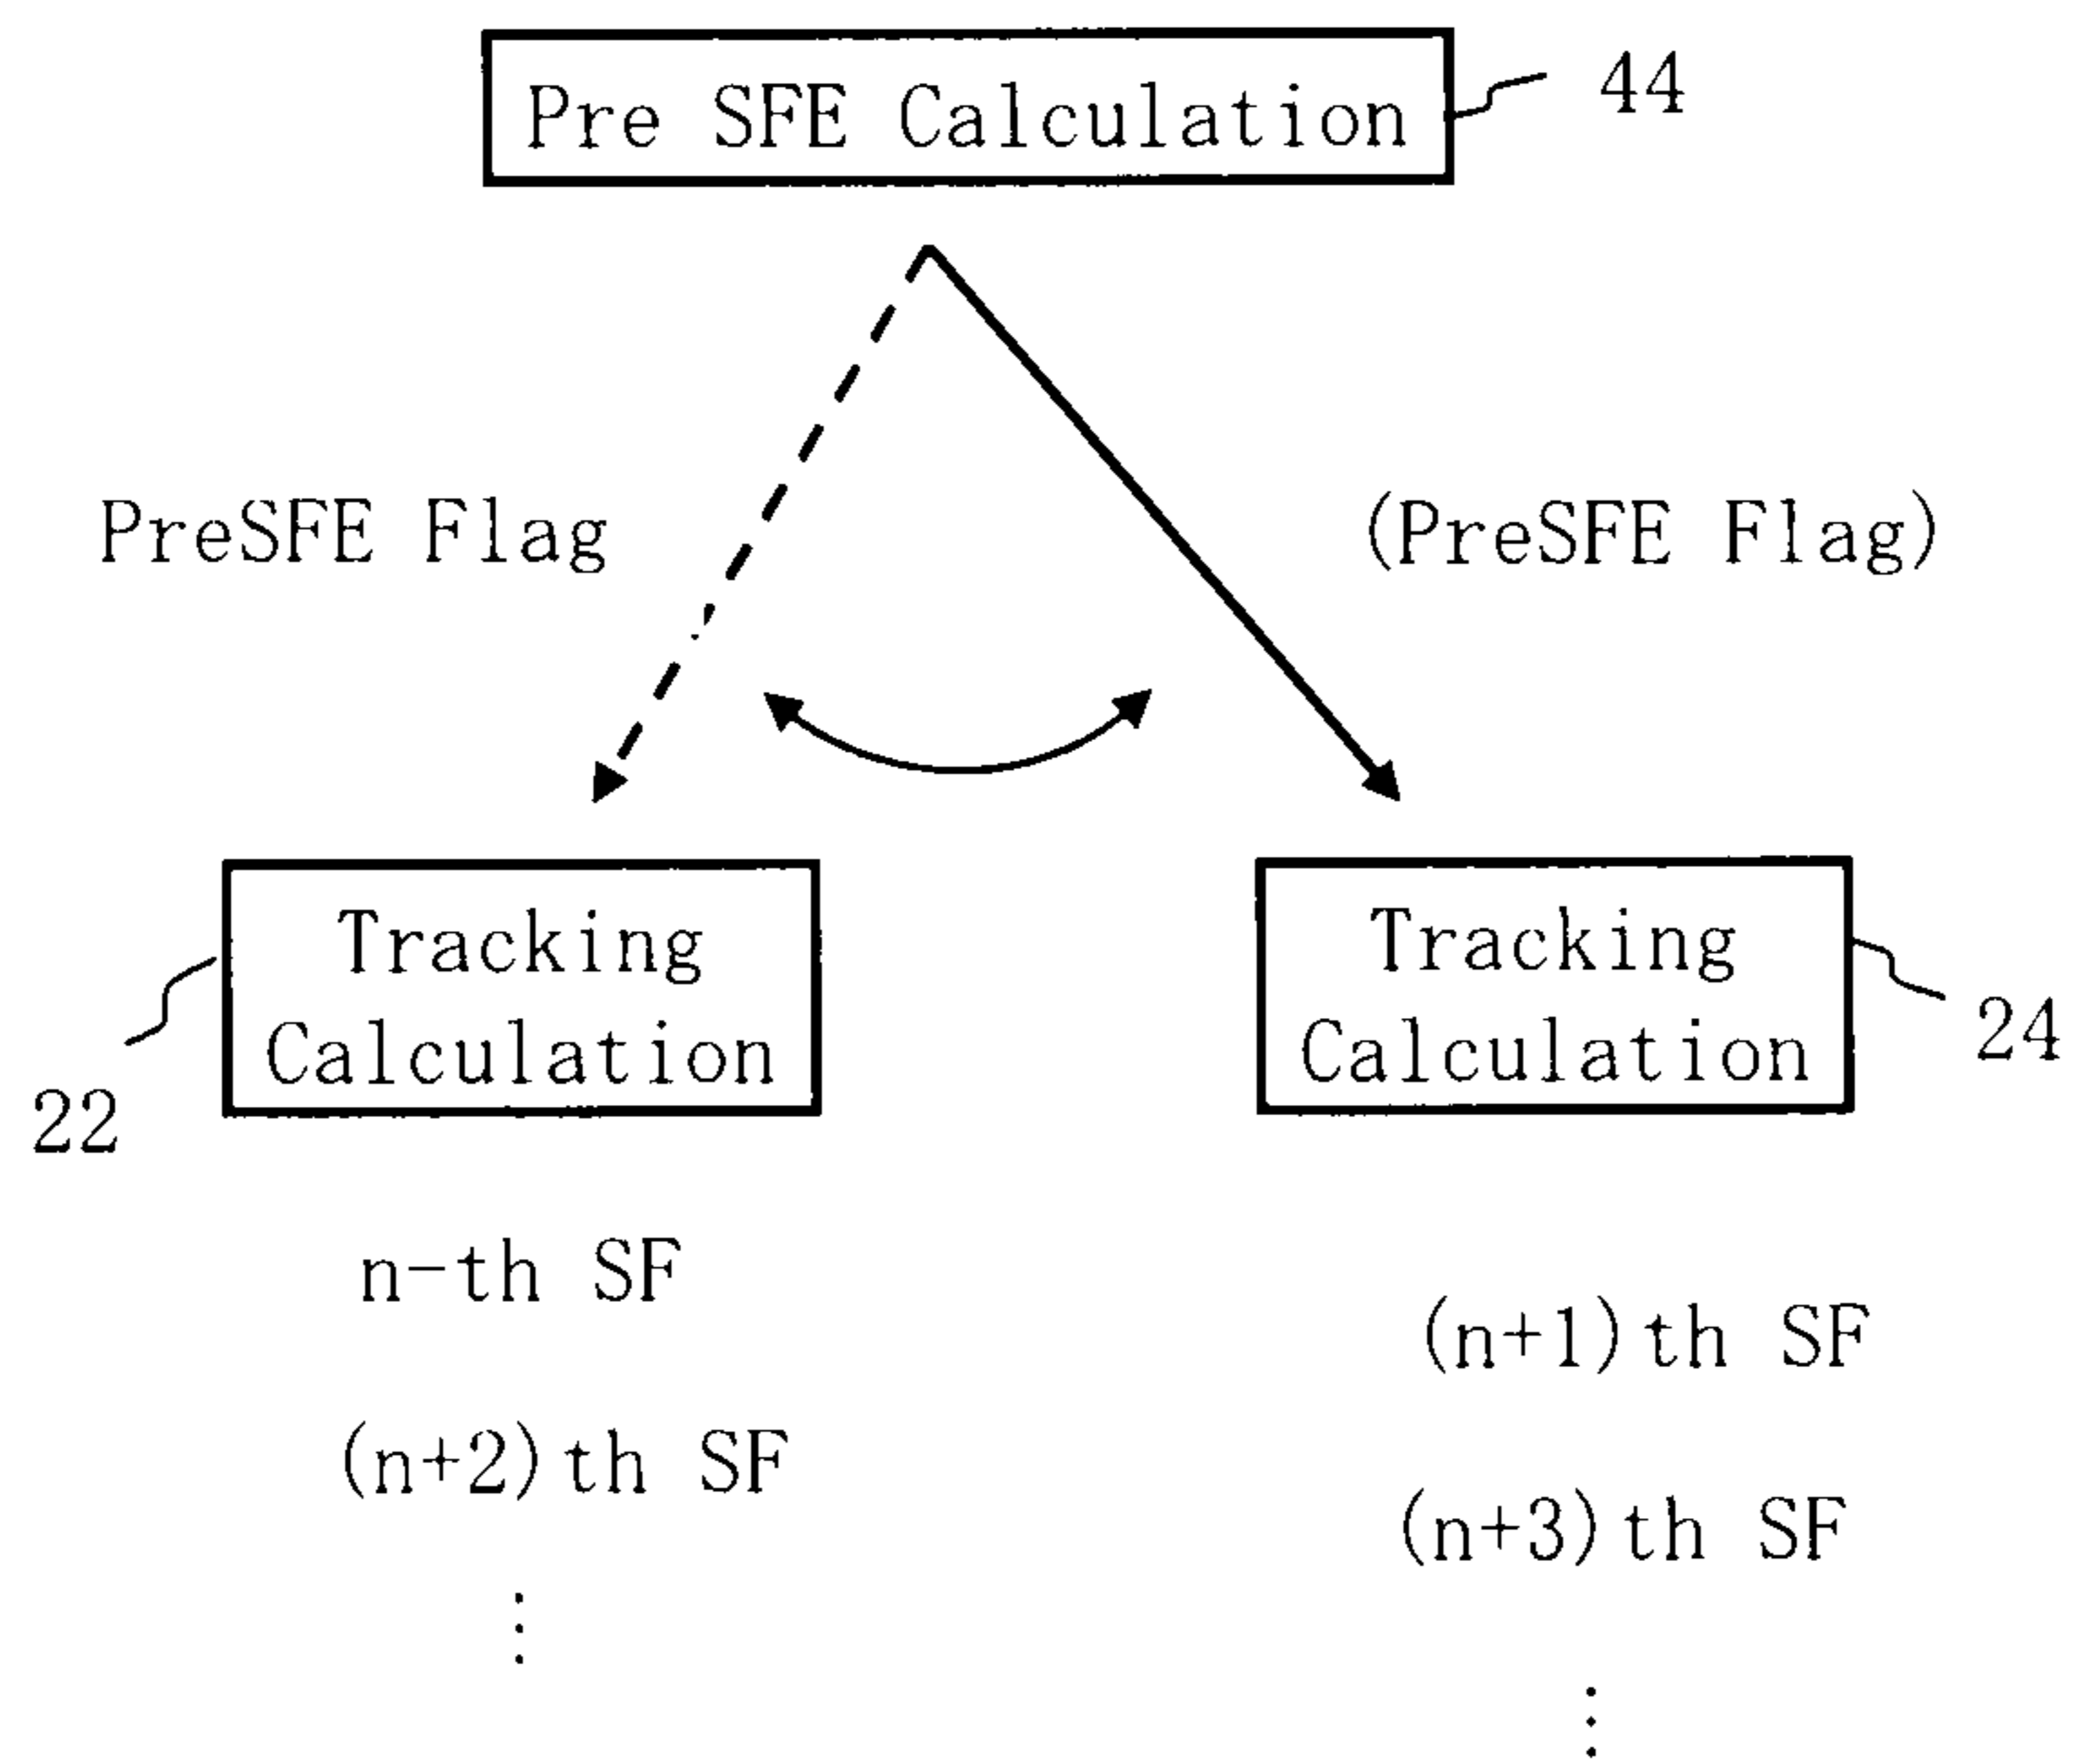 Pre SFE Calculation
44
PreSFE Flag
(PreSFE Flag)
Tracking
Calculation
22
Tracking
Calculation
24
n-th SF
(n+2)th SF
(n+1)th SF
(n+3)th SF